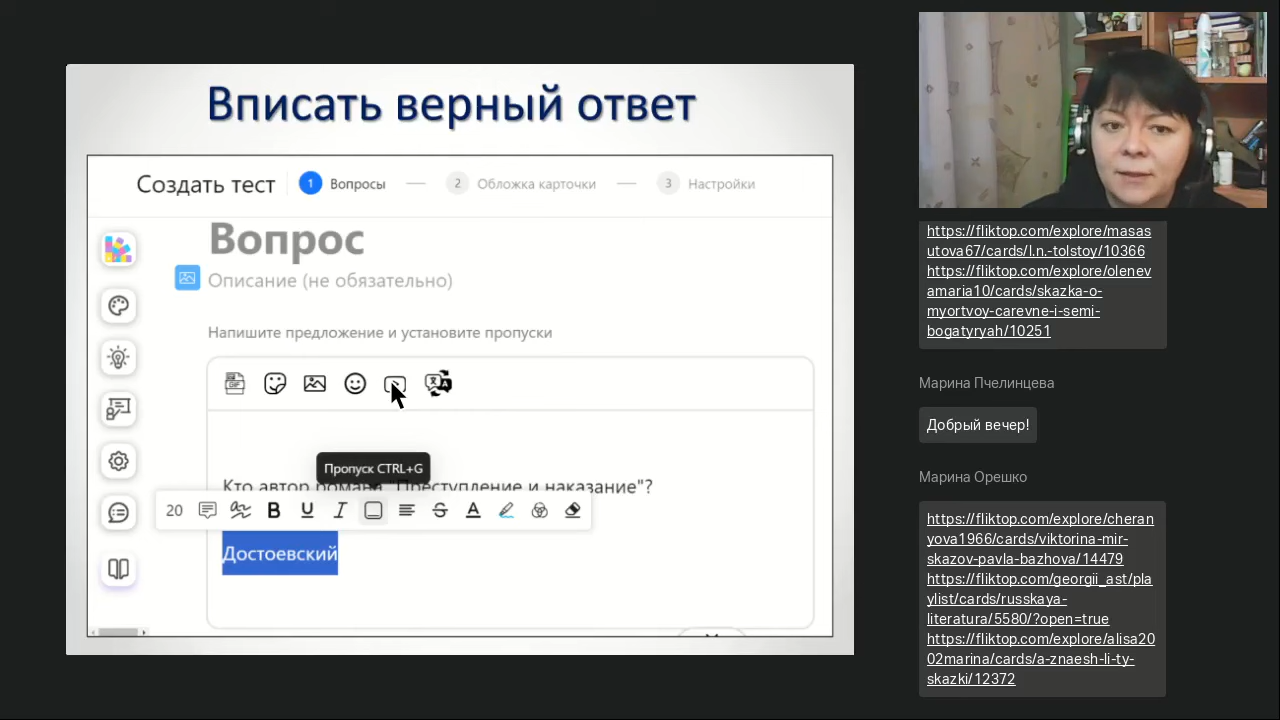 Вписать верный ответ
Создать тест
1 Вопросы
2 Обложка карточки
3 Настройки
Вопрос
Описание (не обязательно)
Напишите предложение и установите пропуски
GIF
Пропуск CTRL+G
Кто автор романа "Преступление и наказание"?
20 B U I S A
Достоевский
https://fliktop.com/explore/masas
utova67/cards/l.n.-tolstoy/10366
https://fliktop.com/explore/olenev
amaria10/cards/skazka-o-
myortvoy-carevne-i-semi-
bogatyryah/10251
Марина Пчелинцева
Добрый вечер!
Марина Орешко
https://fliktop.com/explore/cheran
yova1966/cards/viktorina-mir-
skazov-pavla-bazhova/14479
https://fliktop.com/georgii_ast/pla
ylist/cards/russkaya-
literatura/5580/?open=true
https://fliktop.com/explore/alisa20
02marina/cards/a-znaesh-li-ty-
skazki/12372